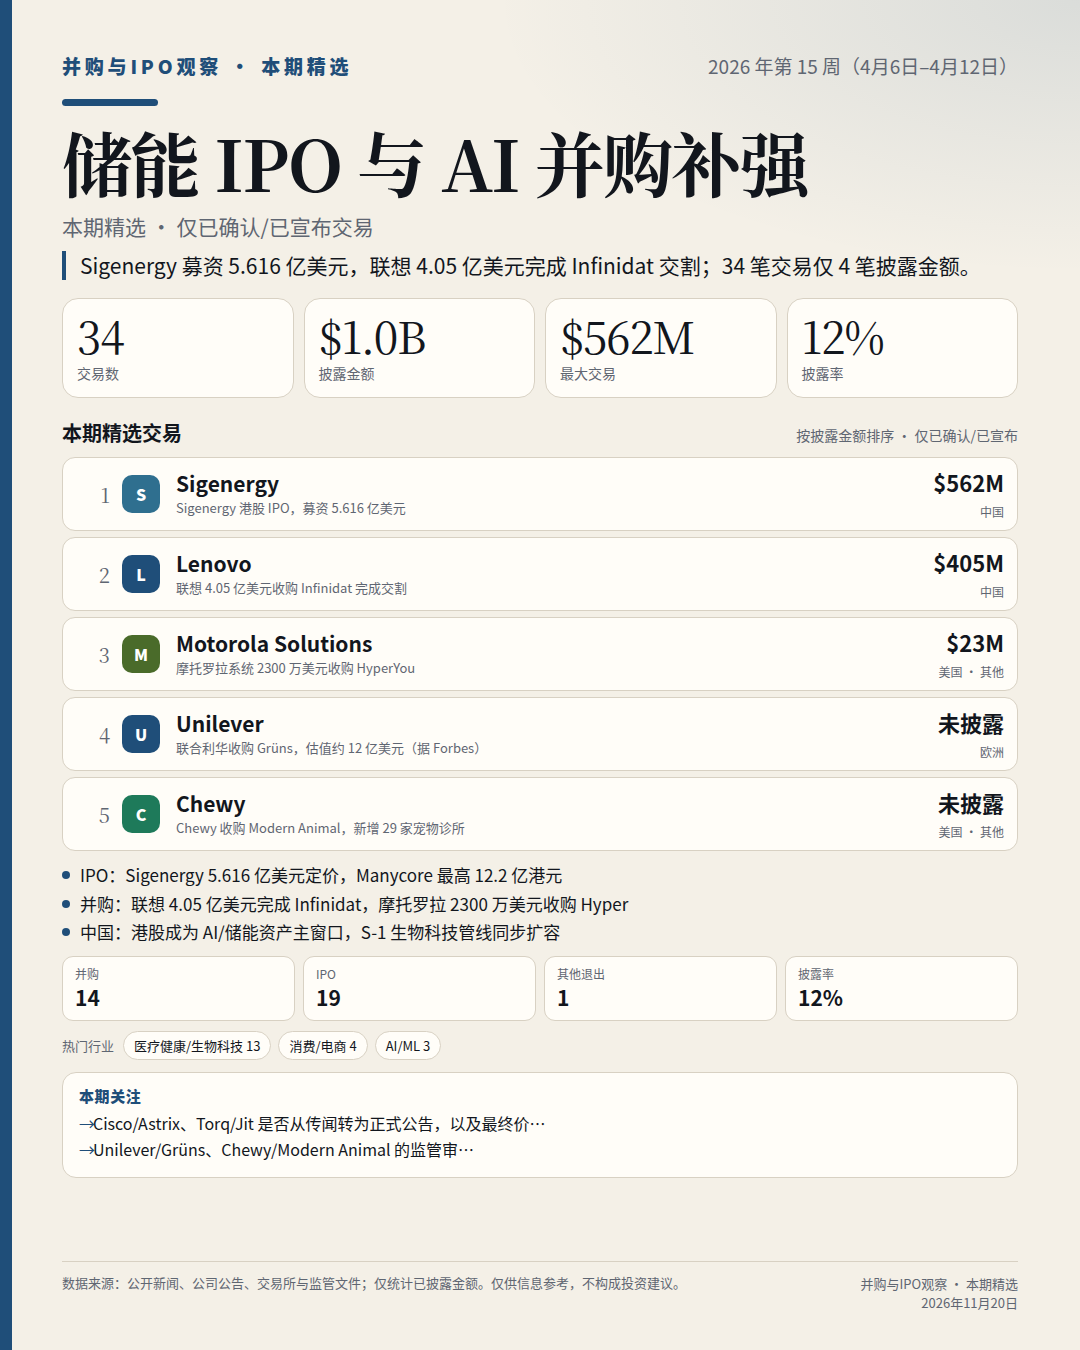 并购与IPO观察 · 本期精选
2026 年第 15 周（4月6日–4月12日）
储能 IPO 与 AI 并购补强
本期精选 · 仅已确认/已宣布交易
Sigenergy 募资 5.616 亿美元，联想 4.05 亿美元完成 Infinidat 交割；34 笔交易仅 4 笔披露金额。
34
交易数
$1.0B
披露金额
$562M
最大交易
12%
披露率
本期精选交易
按披露金额排序 · 仅已确认/已宣布
1
S
Sigenergy
Sigenergy 港股 IPO，募资 5.616 亿美元
$562M
中国
2
L
Lenovo
联想 4.05 亿美元收购 Infinidat 完成交割
$405M
中国
3
M
Motorola Solutions
摩托罗拉系统 2300 万美元收购 HyperYou
$23M
美国 · 其他
4
U
Unilever
联合利华收购 Grüns，估值约 12 亿美元（据 Forbes）
未披露
欧洲
5
C
Chewy
Chewy 收购 Modern Animal，新增 29 家宠物诊所
未披露
美国 · 其他
IPO：Sigenergy 5.616 亿美元定价，Manycore 最高 12.2 亿港元
并购：联想 4.05 亿美元完成 Infinidat，摩托罗拉 2300 万美元收购 Hyper
中国：港股成为 AI/储能资产主窗口，S-1 生物科技管线同步扩容
并购
14
IPO
19
其他退出
1
披露率
12%
热门行业 医疗健康/生物科技 13 消费/电商 4 AI/ML 3
本期关注
→Cisco/Astrix、Torq/Jit 是否从传闻转为正式公告，以及最终价…
→Unilever/Grüns、Chewy/Modern Animal 的监管审…
数据来源：公开新闻、公司公告、交易所与监管文件；仅统计已披露金额。仅供信息参考，不构成投资建议。
并购与IPO观察 · 本期精选
2026年11月20日